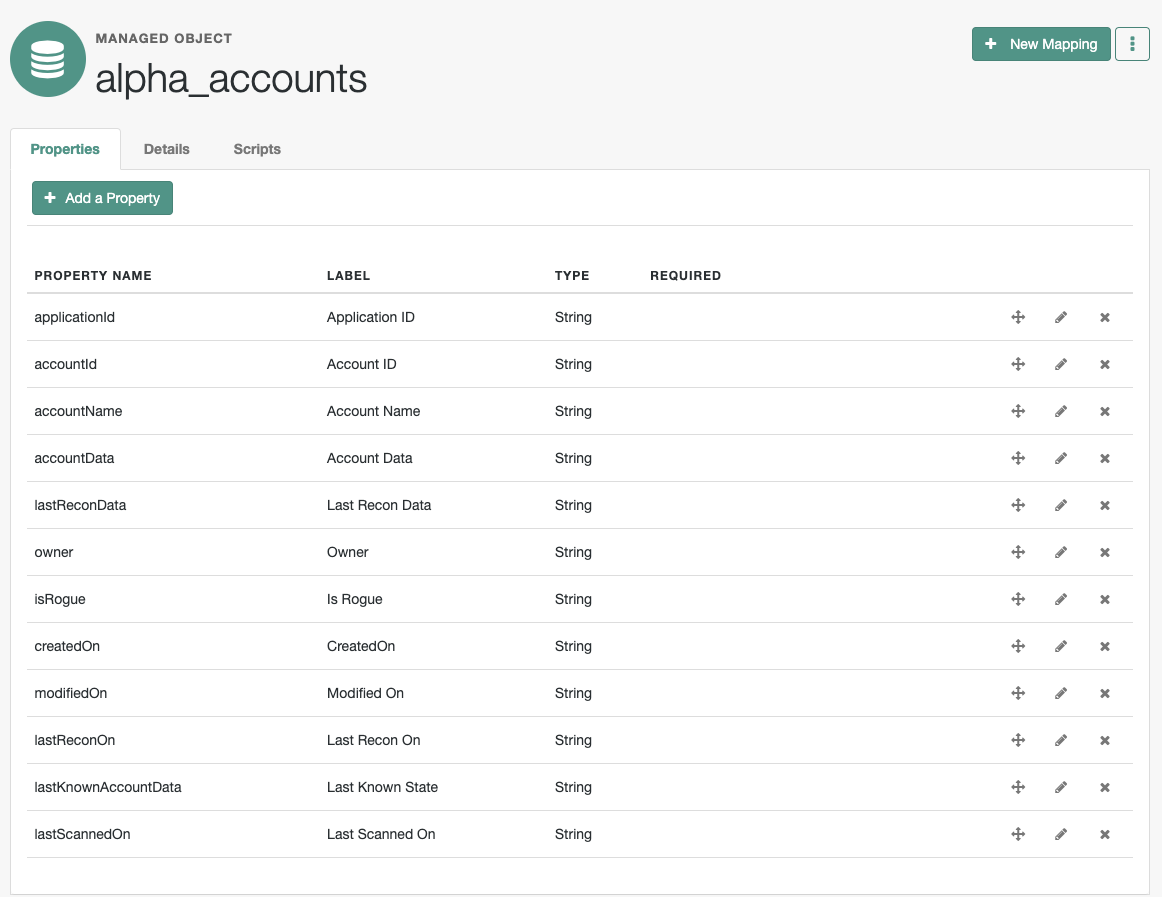 MANAGED OBJECT
alpha_accounts
New Mapping
Properties Details Scripts
Add a Property
PROPERTY NAME LABEL TYPE REQUIRED
applicationId Application ID String
accountId Account ID String
accountName Account Name String
accountData Account Data String
lastReconData Last Recon Data String
owner Owner String
isRogue Is Rogue String
createdOn CreatedOn String
modifiedOn Modified On String
lastReconOn Last Recon On String
lastKnownAccountData Last Known State String
lastScannedOn Last Scanned On String